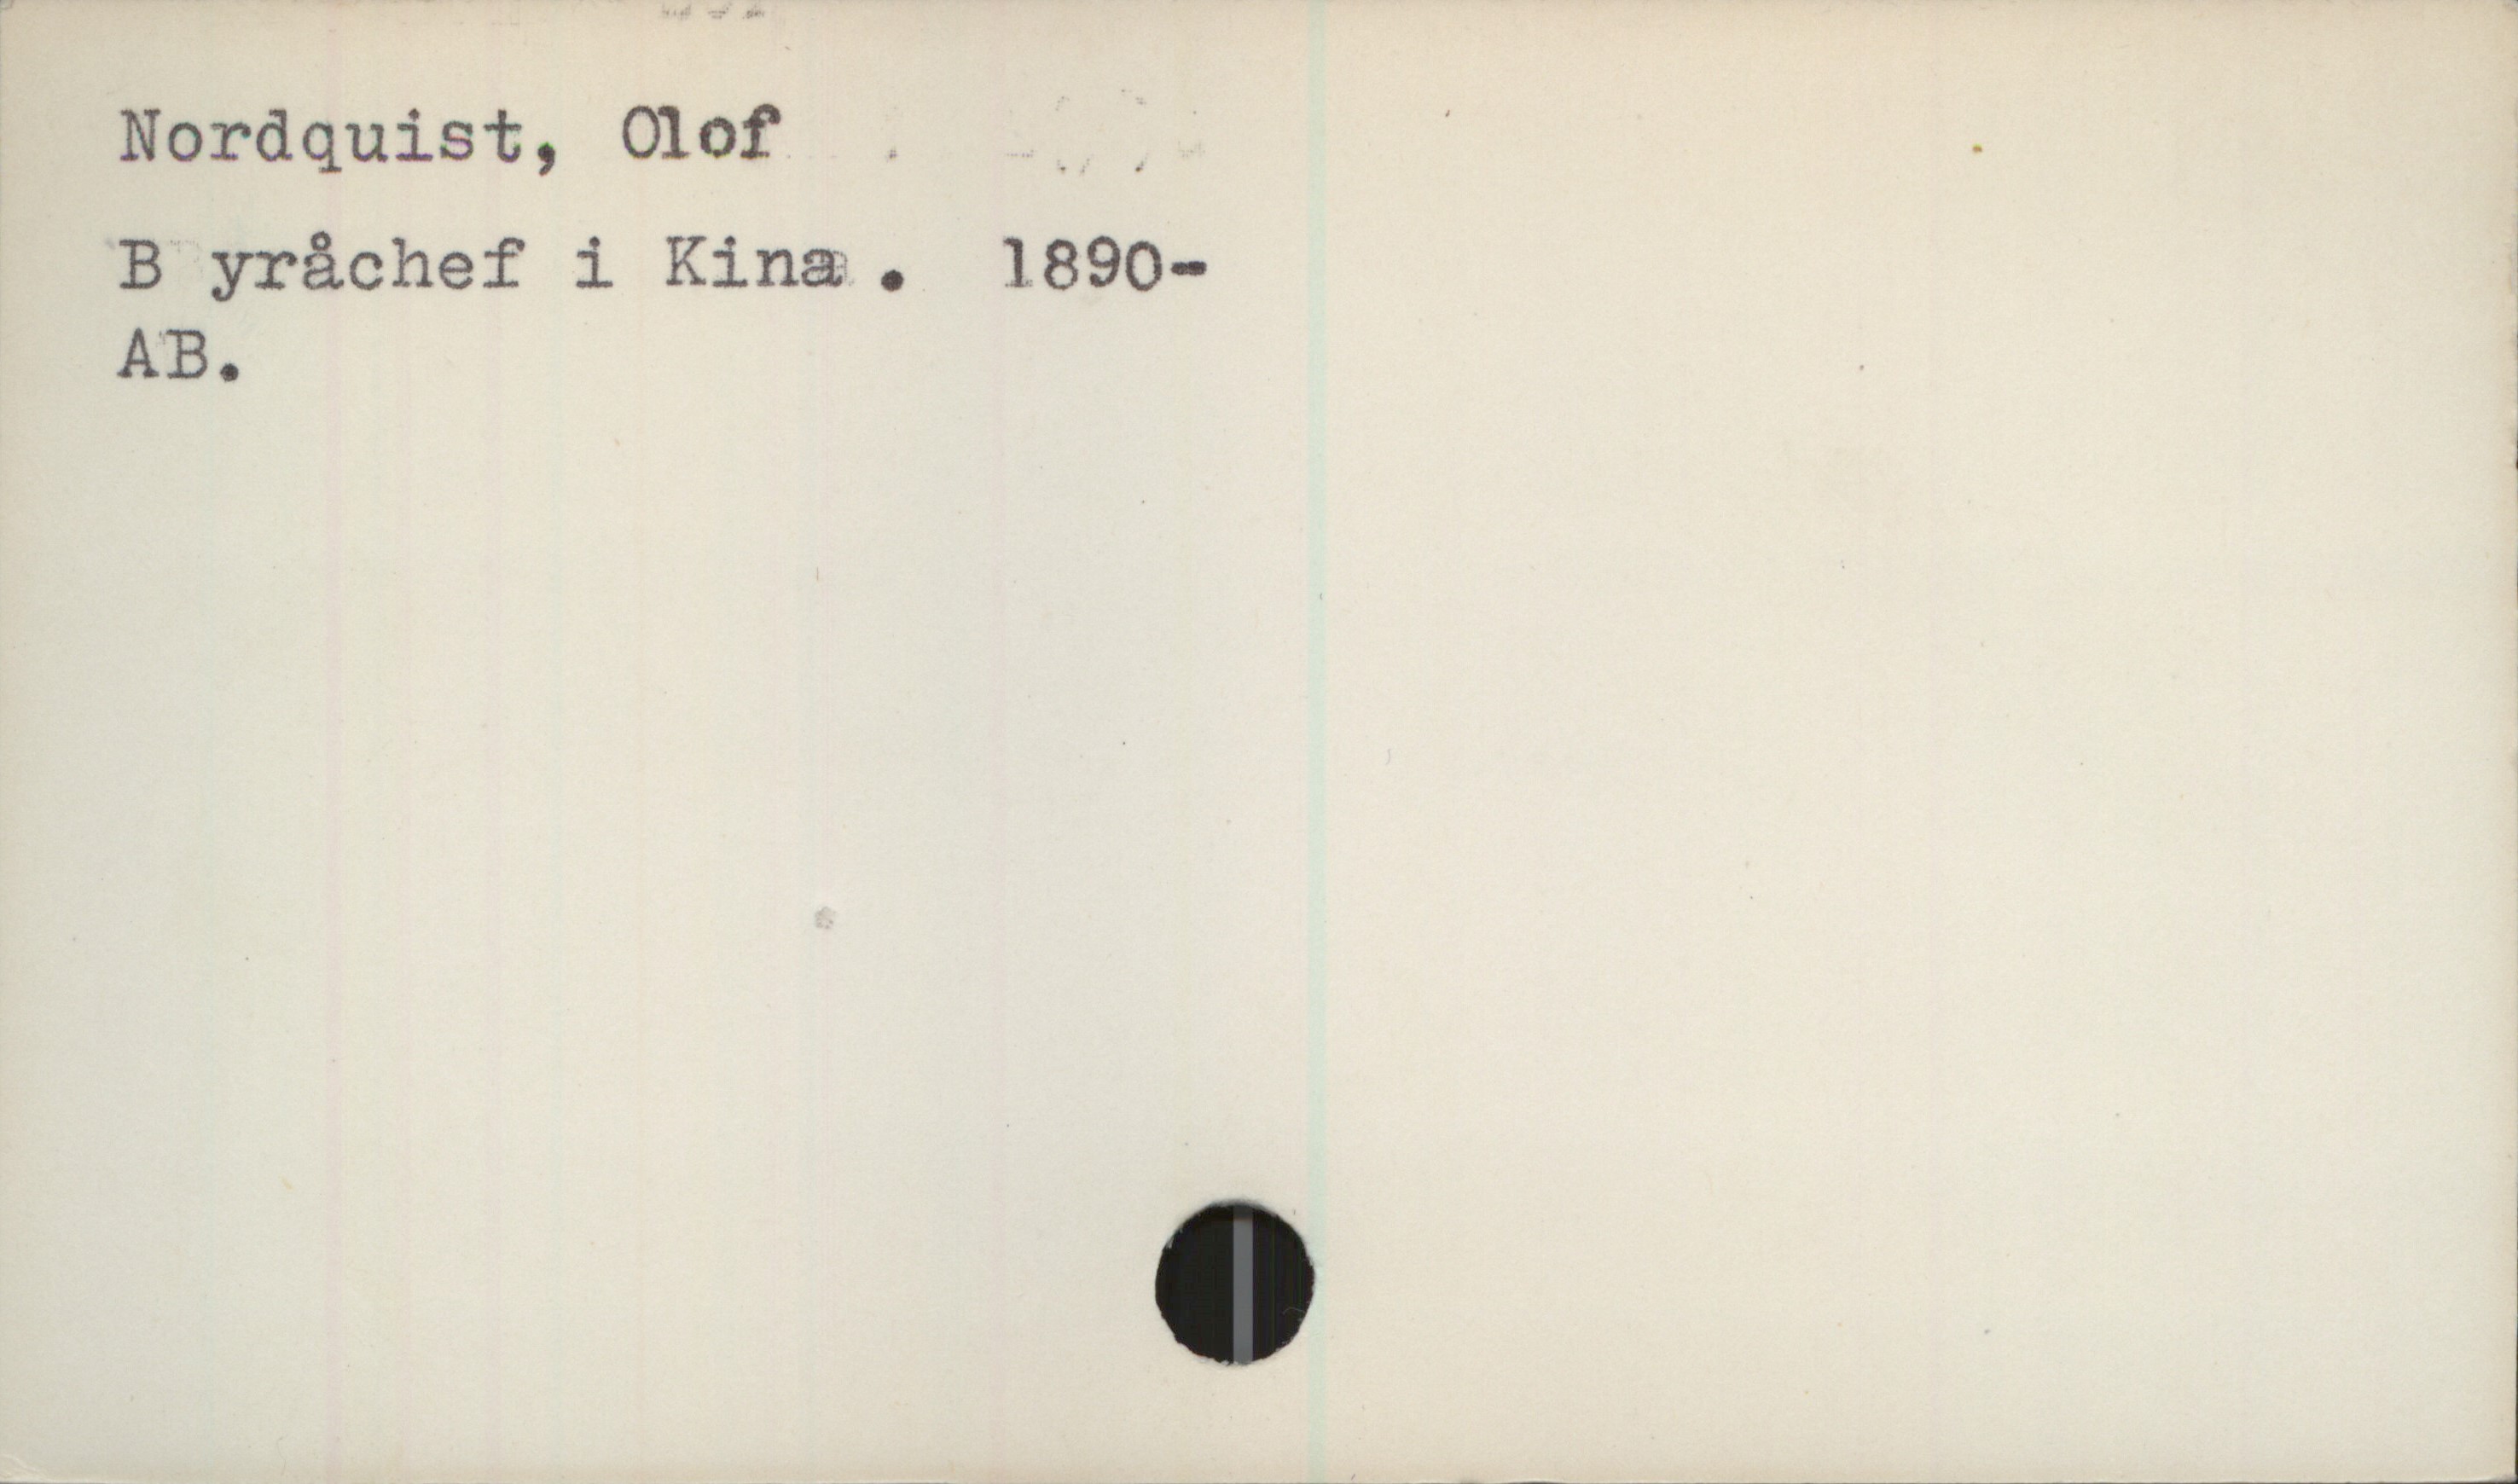 Nordquist, Olof
B yråchef i Kina. 1890-
AB.